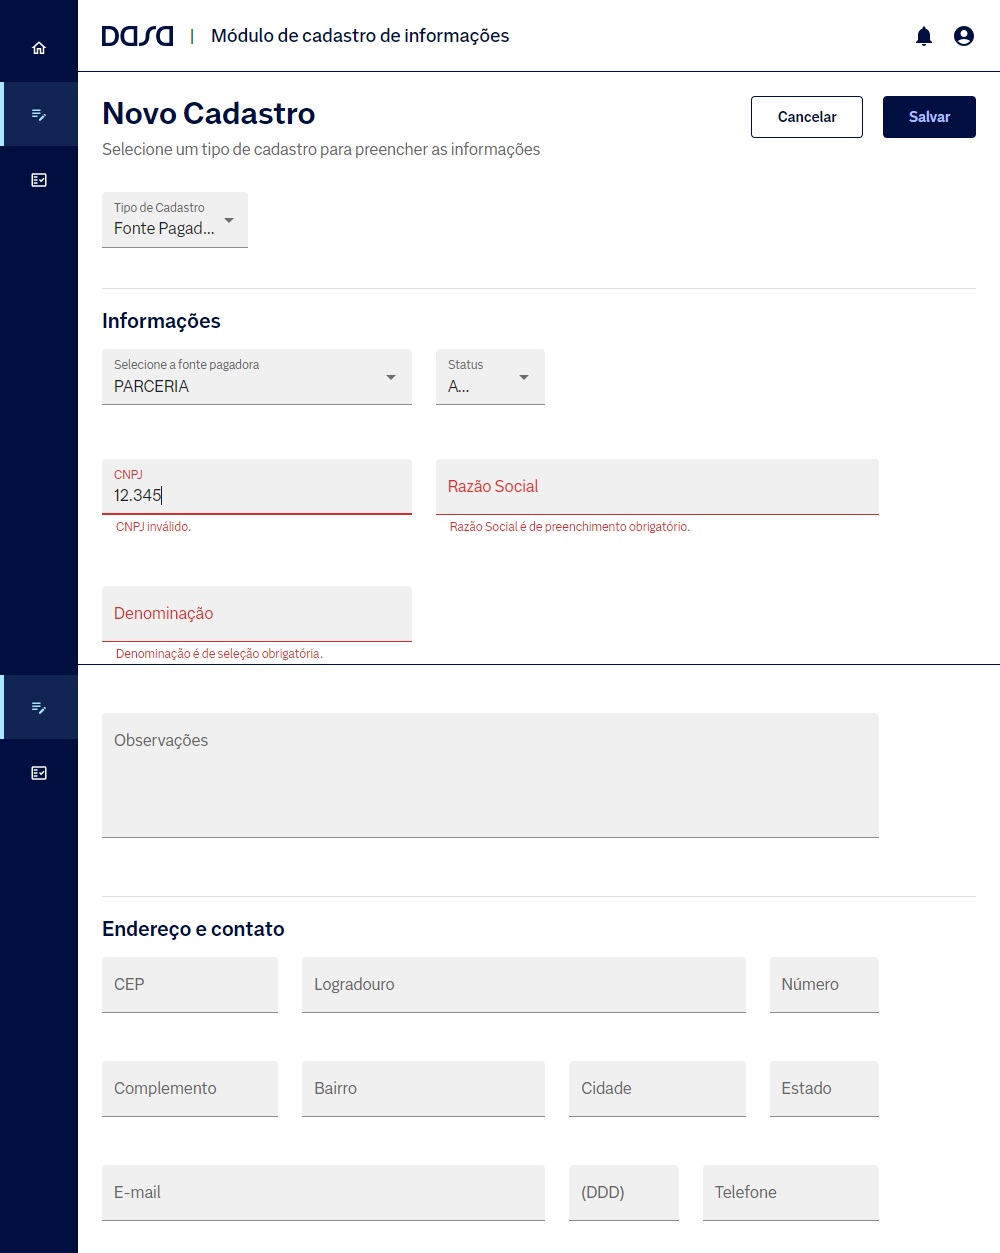 Dasa | Módulo de cadastro de informações
Novo Cadastro
Cancelar
Salvar
Selecione um tipo de cadastro para preencher as informações
Tipo de Cadastro
Fonte Pagad...
Informações
Selecione a fonte pagadora
PARCERIA
Status
A...
CNPJ
12.345
CNPJ inválido.
Razão Social
Razão Social é de preenchimento obrigatório.
Denominação
Denominação é de seleção obrigatória.
Observações
Endereço e contato
CEP
Logradouro
Número
Complemento
Bairro
Cidade
Estado
E-mail
(DDD)
Telefone